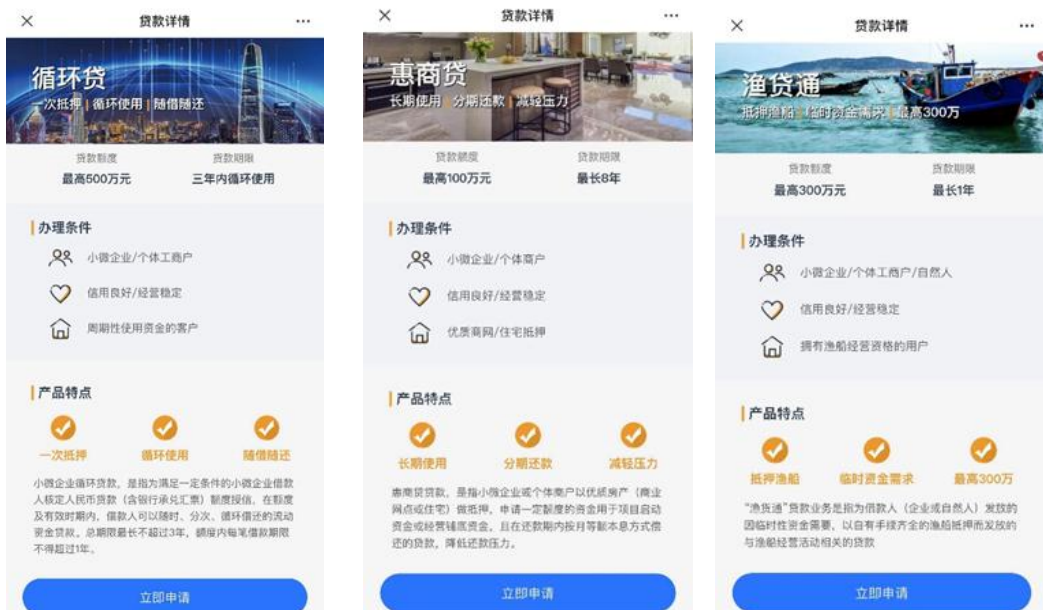 贷款详情
循环贷
一次抵押 | 循环使用 | 随借随还
贷款额度 贷款期限
最高500万元 三年内循环使用
办理条件
小微企业/个体工商户
信用良好/经营稳定
周期性使用资金的客户
产品特点
一次抵押 循环使用 随借随还
小微企业循环贷款，是指为满足一定条件的小微企业借款
人核定人民币贷款（含银行承兑汇票）额度授信，在额度
及有效时期内，借款人可以随时、分次、循环借还的流动
资金贷款。总期限最长不超过3年，额度内每笔借款期限
不得超过1年。
立即申请
贷款详情
惠商贷
长期使用 | 分期还款 | 减轻压力
贷款额度 贷款期限
最高100万元 最长8年
办理条件
小微企业/个体商户
信用良好/经营稳定
优质商网/住宅抵押
产品特点
长期使用 分期还款 减轻压力
惠商贷贷款，是指小微企业或个体商户以优质房产（商业
网点或住宅）做抵押，申请一定额度的资金用于项目启动
资金或经营铺底资金，且在还款期内按月等额本息方式偿
还的贷款，降低还款压力。
立即申请
贷款详情
渔贷通
抵押渔船 | 临时资金需求 | 最高300万
贷款额度 贷款期限
最高300万元 最长1年
办理条件
小微企业/个体工商户/自然人
信用良好/经营稳定
拥有渔船经营资格的用户
产品特点
抵押渔船 临时资金需求 最高300万
“渔货通”贷款业务是指为借款人（企业或自然人）发放的
因临时性资金需要，以自有手续齐全的渔船抵押而发放的
与渔船经营活动相关的贷款
立即申请